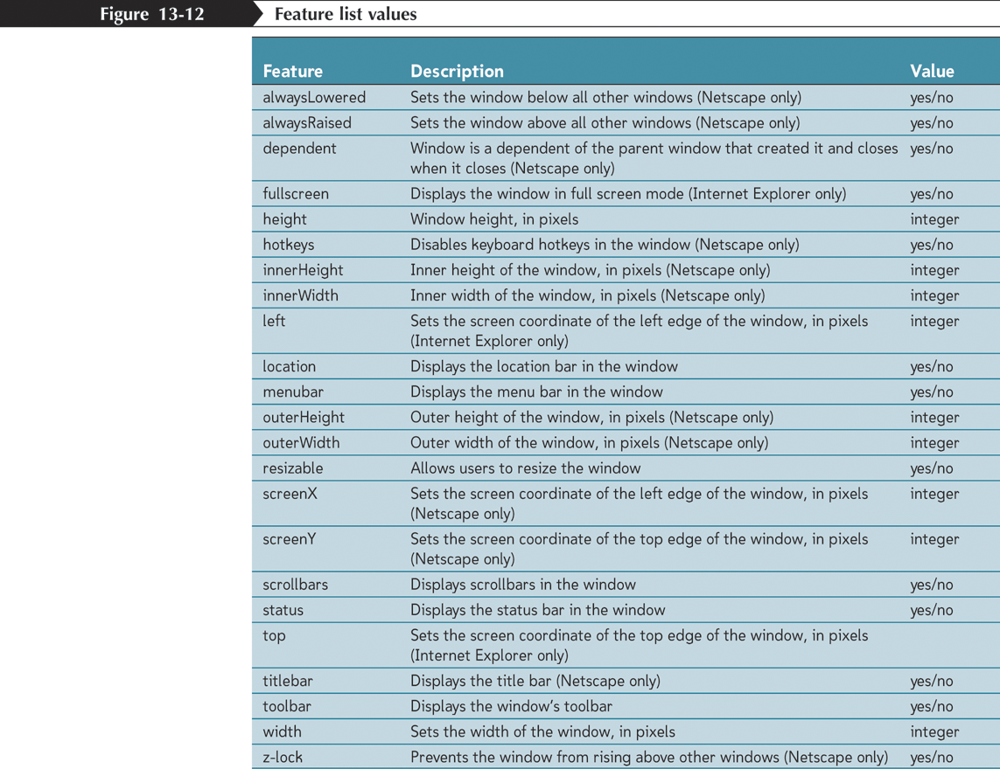 Figure 13-12 Feature list values
Feature Description Value
alwaysLowered Sets the window below all other windows (Netscape only) yes/no
alwaysRaised Sets the window above all other windows (Netscape only) yes/no
dependent Window is a dependent of the parent window that created it and closes yes/no
when it closes (Netscape only)
fullscreen Displays the window in full screen mode (Internet Explorer only) yes/no
height Window height, in pixels integer
hotkeys Disables keyboard hotkeys in the window (Netscape only) yes/no
innerHeight Inner height of the window, in pixels (Netscape only) integer
innerWidth Inner width of the window, in pixels (Netscape only) integer
left Sets the screen coordinate of the left edge of the window, in pixels integer
(Internet Explorer only)
location Displays the location bar in the window yes/no
menubar Displays the menu bar in the window yes/no
outerHeight Outer height of the window, in pixels (Netscape only) integer
outerWidth Outer width of the window, in pixels (Netscape only) integer
resizable Allows users to resize the window yes/no
screenX Sets the screen coordinate of the left edge of the window, in pixels integer
(Netscape only)
screenY Sets the screen coordinate of the top edge of the window, in pixels integer
(Netscape only)
scrollbars Displays scrollbars in the window yes/no
status Displays the status bar in the window yes/no
top Sets the screen coordinate of the top edge of the window, in pixels
(Internet Explorer only)
titlebar Displays the title bar (Netscape only) yes/no
toolbar Displays the window's toolbar yes/no
width Sets the width of the window, in pixels integer
z-lock Prevents the window from rising above other windows (Netscape only) yes/no